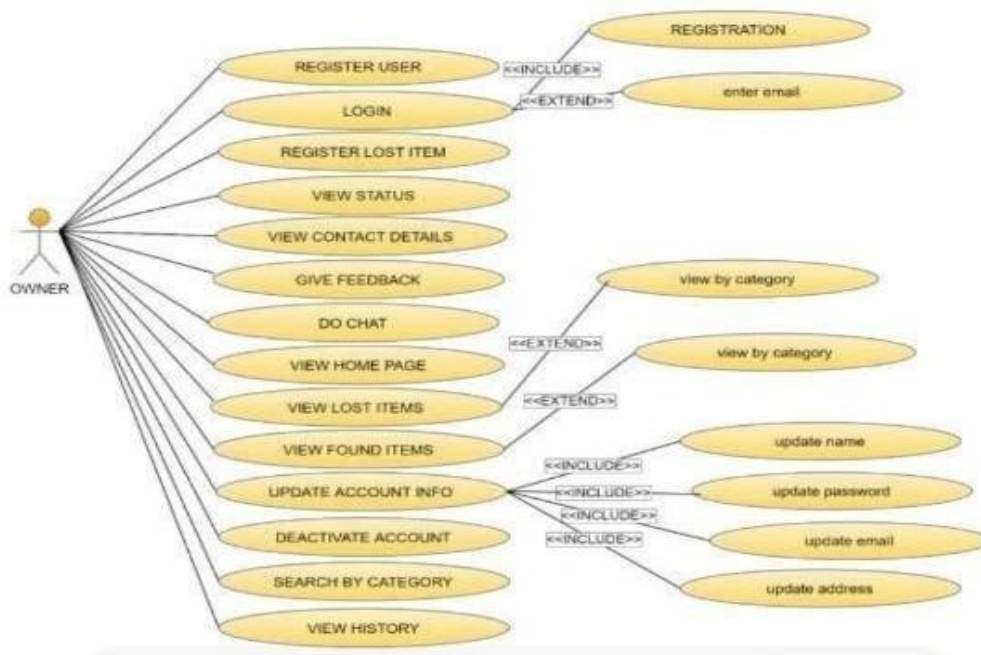 REGISTRATION
REGISTER USER
<<INCLUDE>>
enter email
<<EXTEND>>
LOGIN
REGISTER LOST ITEM
VIEW STATUS
VIEW CONTACT DETAILS
OWNER
GIVE FEEDBACK
view by category
DO CHAT
<<EXTEND>>
view by category
VIEW HOME PAGE
VIEW LOST ITEMS
<<EXTEND>>
VIEW FOUND ITEMS
update name
<<INCLUDE>>
UPDATE ACCOUNT INFO
<<INCLUDE>>
update password
<<INCLUDE>>
DEACTIVATE ACCOUNT
<<INCLUDE>>
update email
SEARCH BY CATEGORY
update address
VIEW HISTORY